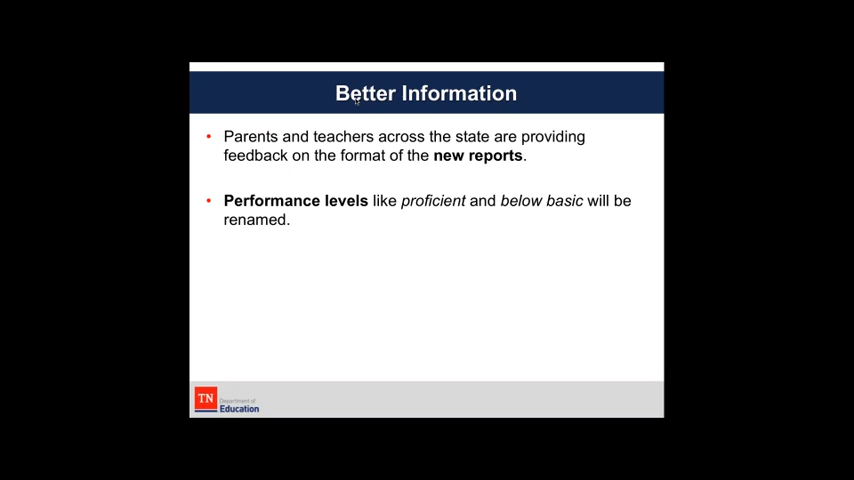 Better Information
• Parents and teachers across the state are providing
feedback on the format of the new reports.
• Performance levels like proficient and below basic will be
renamed.
TN
Department of
Education